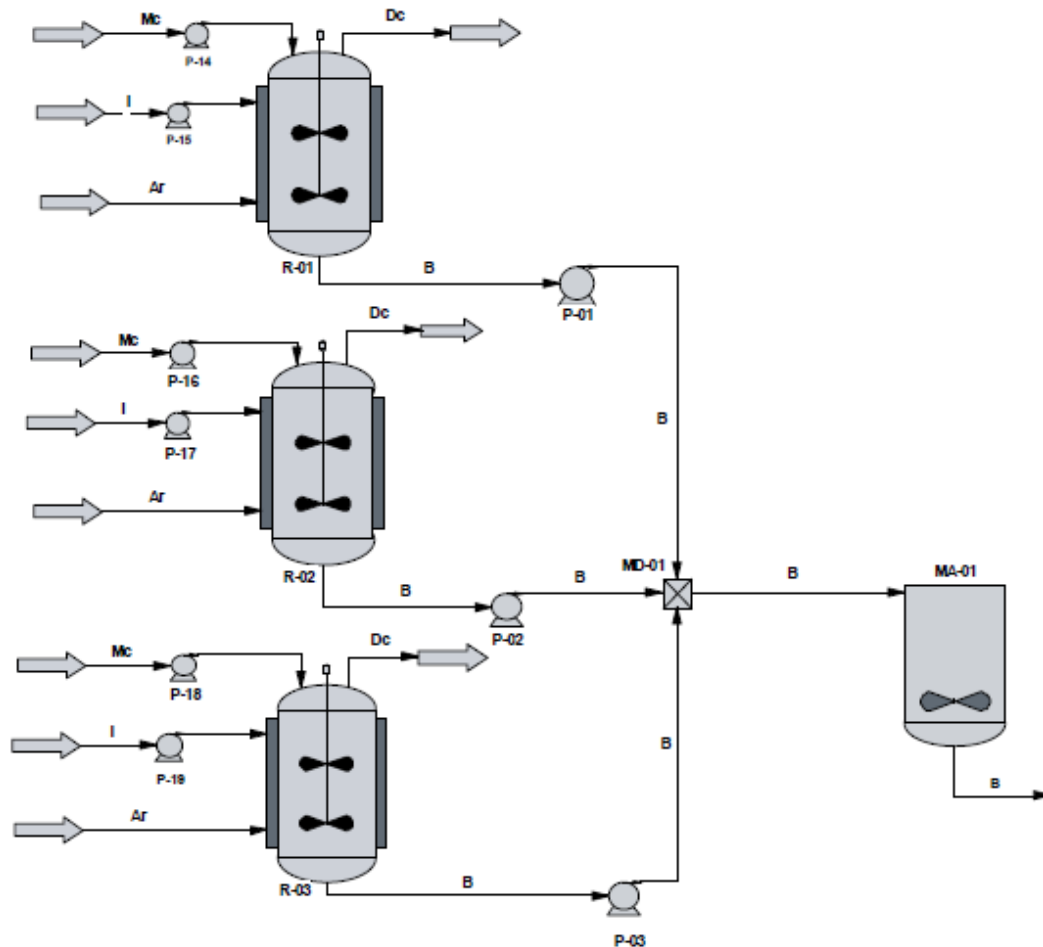 Mc
Dc
P-14
I
P-15
Ar
R-01
B
P-01
Dc
Mc
P-16
I
P-17
B
Ar
R-02
MD-01
B
B
B
MA-01
P-02
Dc
Mc
P-18
I
P-19
B
B
Ar
R-03
B
P-03